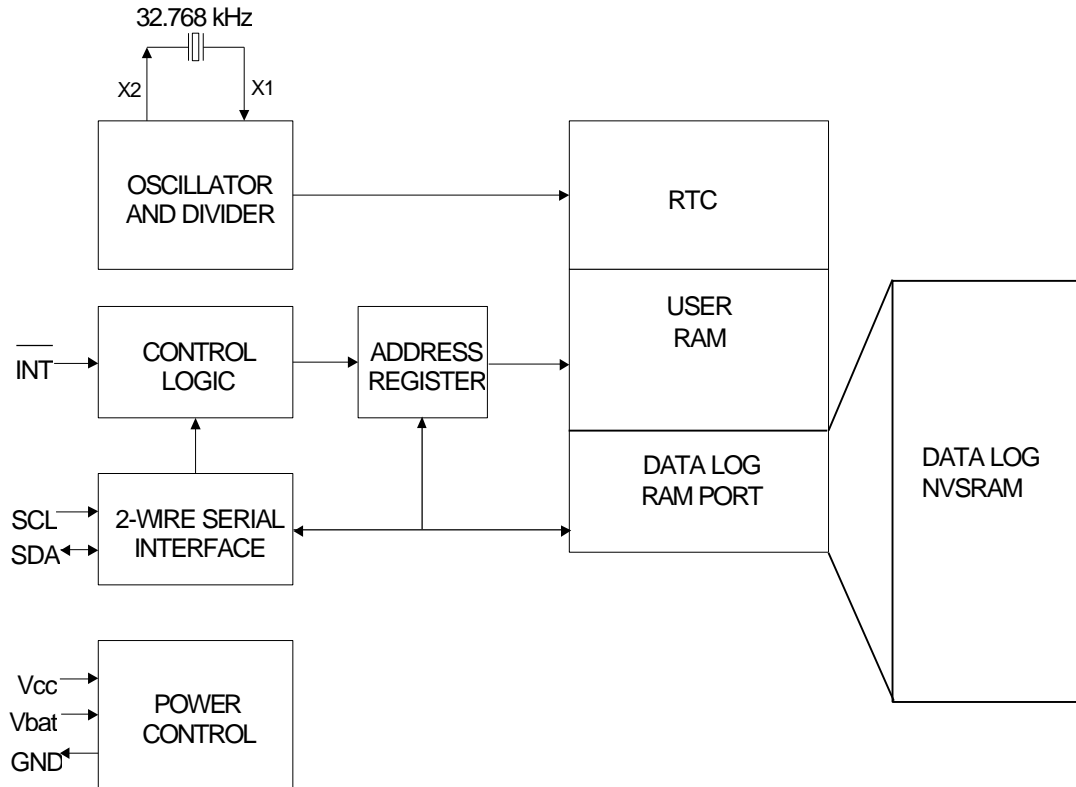 32.768 kHz
X2
X1
OSCILLATOR
AND DIVIDER
RTC
USER
RAM
INT
CONTROL
LOGIC
ADDRESS
REGISTER
DATA LOG
RAM PORT
DATA LOG
NVSRAM
SCL
SDA
2-WIRE SERIAL
INTERFACE
Vcc
Vbat
GND
POWER
CONTROL